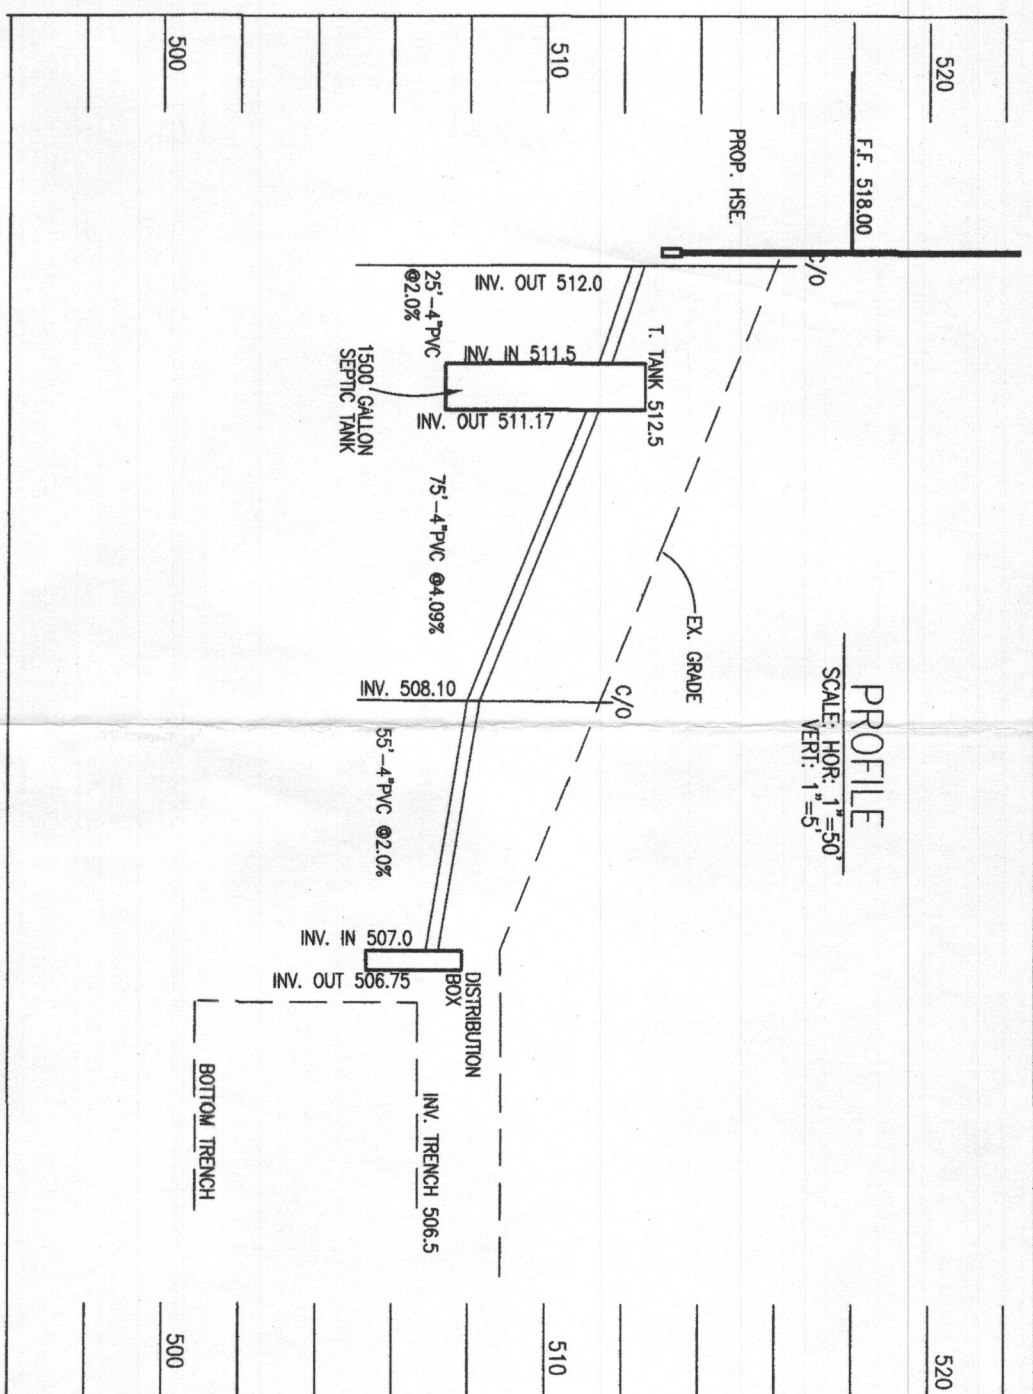 520
510
500
520
510
500
F.F. 518.00
PROP. HSE.
C/O
INV. OUT 512.0
25'-4"PVC
@2.0%
T. TANK 512.5
INV. IN 511.5
INV. OUT 511.17
1500 GALLON
SEPTIC TANK
75'-4"PVC @4.09%
EX. GRADE
C/O
INV. 508.10
PROFILE
SCALE: HOR: 1"=50'
VERT: 1"=5'
55'-4"PVC @2.0%
INV. IN 507.0
INV. OUT 506.75
DISTRIBUTION
BOX
INV. TRENCH 506.5
BOTTOM TRENCH